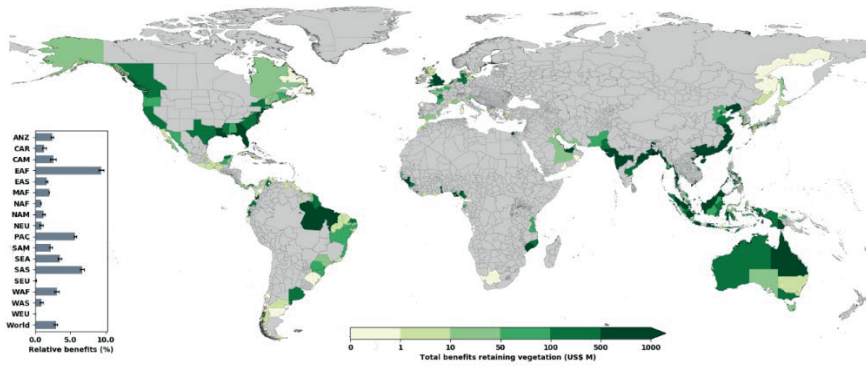 ANZ
CAR
CAM
EAF
EAS
MAF
NAF
NAM
NEU
PAC
SAM
SEA
SAS
SEU
WAF
WAS
WEU
World
0.0 5.0 10.0
Relative benefits (%)
0 1 10 50 100 500 1000
Total benefits retaining vegetation (US$ M)